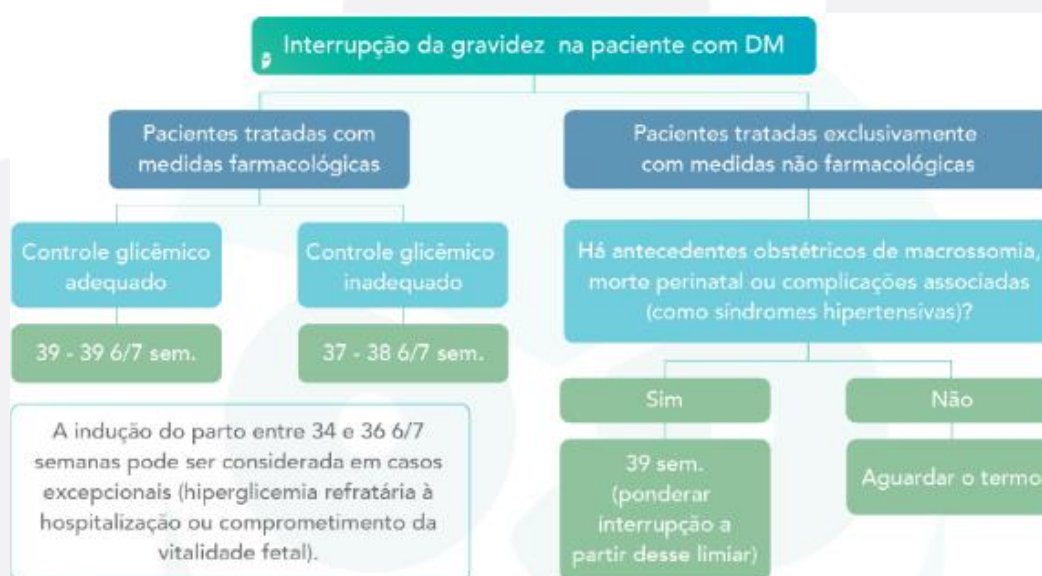 Interrupção da gravidez na paciente com DM
Pacientes tratadas com
medidas farmacológicas
Pacientes tratadas exclusivamente
com medidas não farmacológicas
Controle glicêmico
adequado
Controle glicêmico
inadequado
Há antecedentes obstétricos de macrossomia,
morte perinatal ou complicações associadas
(como síndromes hipertensivas)?
39 - 39 6/7 sem.
37 - 38 6/7 sem.
Sim
Não
A indução do parto entre 34 e 36 6/7
semanas pode ser considerada em casos
excepcionais (hiperglicemia refratária à
hospitalização ou comprometimento da
vitalidade fetal).
39 sem.
(ponderar
interrupção a
partir desse limiar)
Aguardar o termo